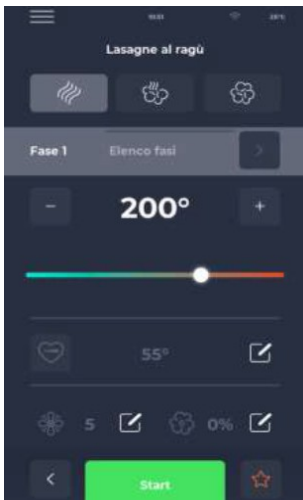 Lasagne al ragù
Fase 1 Elenco fasi
− 200° +
55°
5 0%
Start